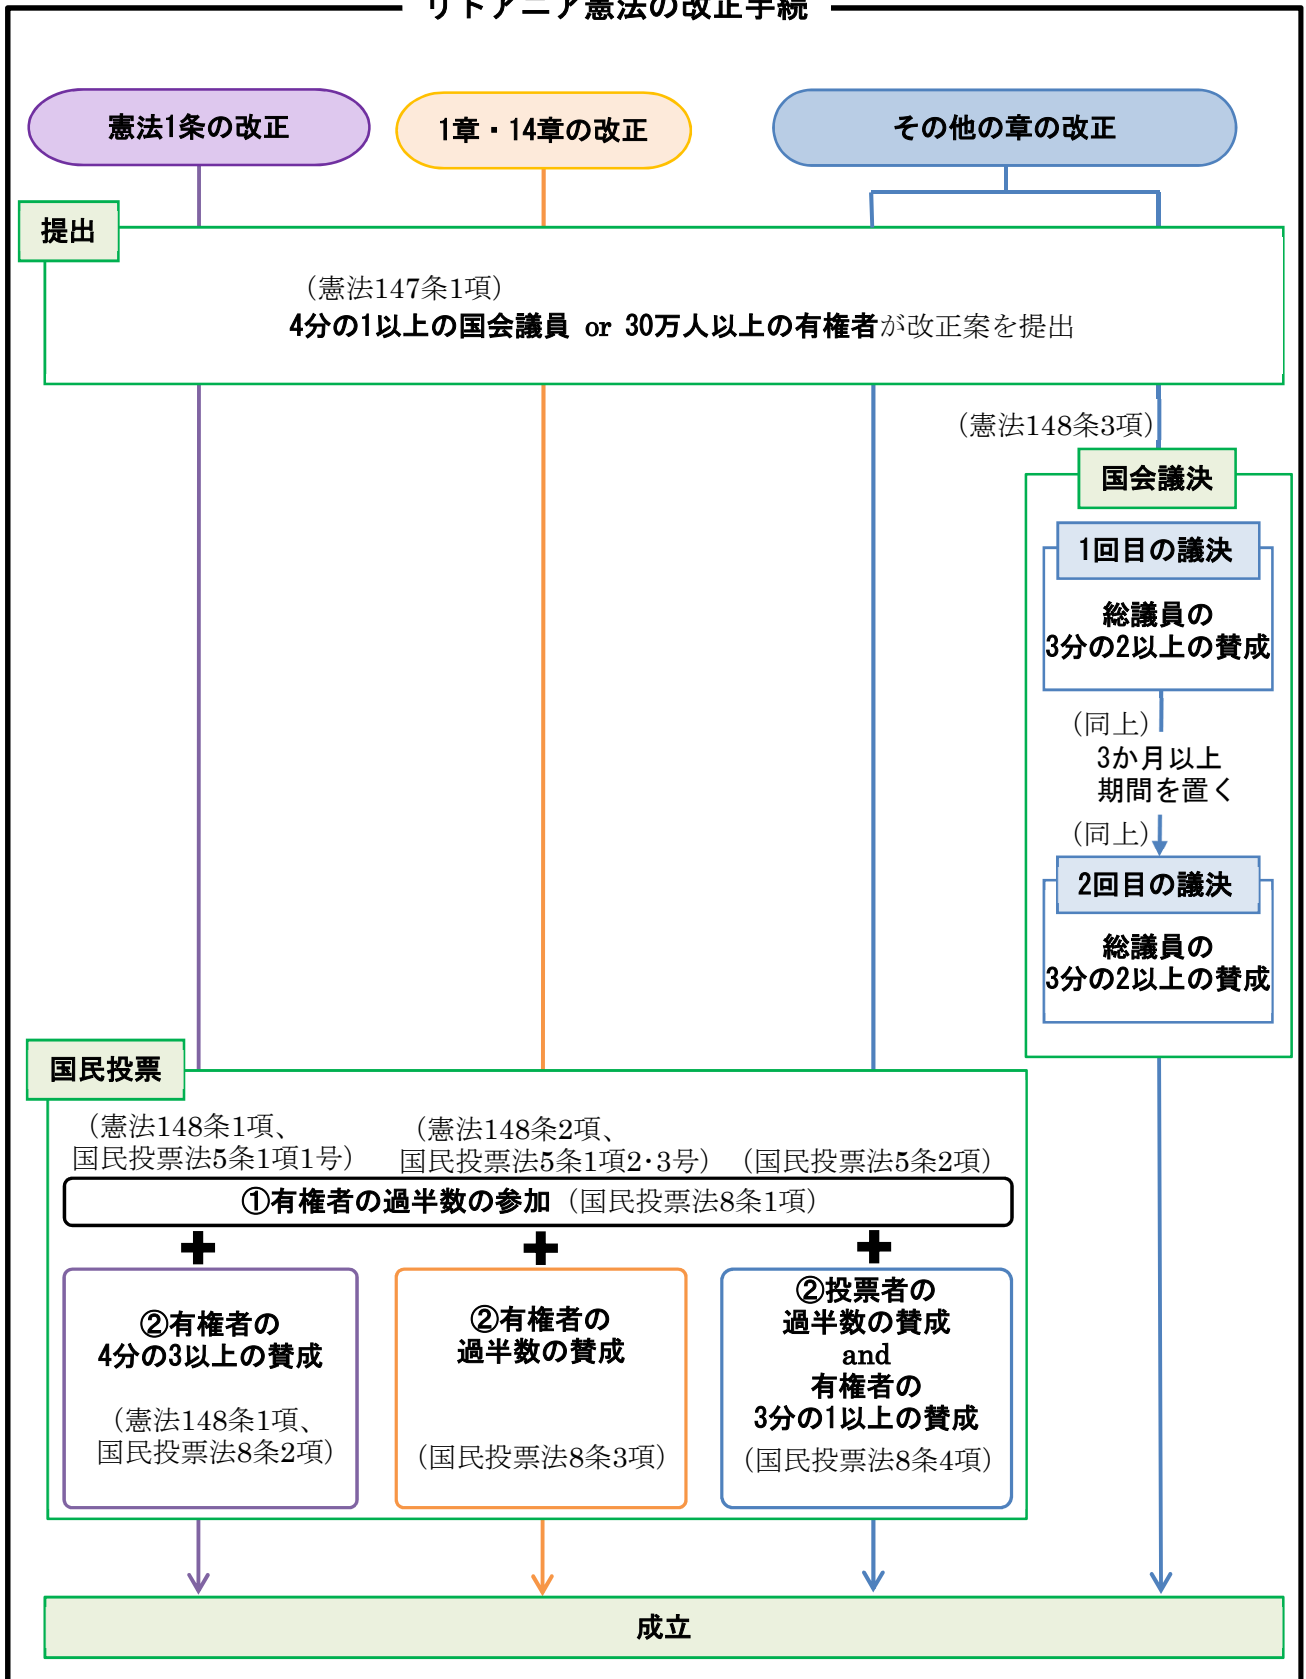 リトアニア憲法の改正手続
憲法1条の改正
1章・14章の改正
その他の章の改正
提出
（憲法147条1項）
4分の1以上の国会議員 or 30万人以上の有権者が改正案を提出
（憲法148条3項）
国会議決
1回目の議決
総議員の
3分の2以上の賛成
（同上）
3か月以上
期間を置く
（同上）
2回目の議決
総議員の
3分の2以上の賛成
国民投票
（憲法148条1項、
国民投票法5条1項1号）
（憲法148条2項、
国民投票法5条1項2・3号）
（国民投票法5条2項）
①有権者の過半数の参加（国民投票法8条1項）
②有権者の
4分の3以上の賛成
（憲法148条1項、
国民投票法8条2項）
②有権者の
過半数の賛成
（国民投票法8条3項）
②投票者の
過半数の賛成
and
有権者の
3分の1以上の賛成
（国民投票法8条4項）
成立